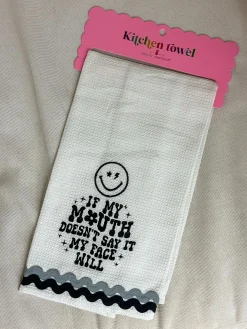 Kitchen towel
IF MY
MOUTH
DOESN'T SAY IT
MY FACE
WILL